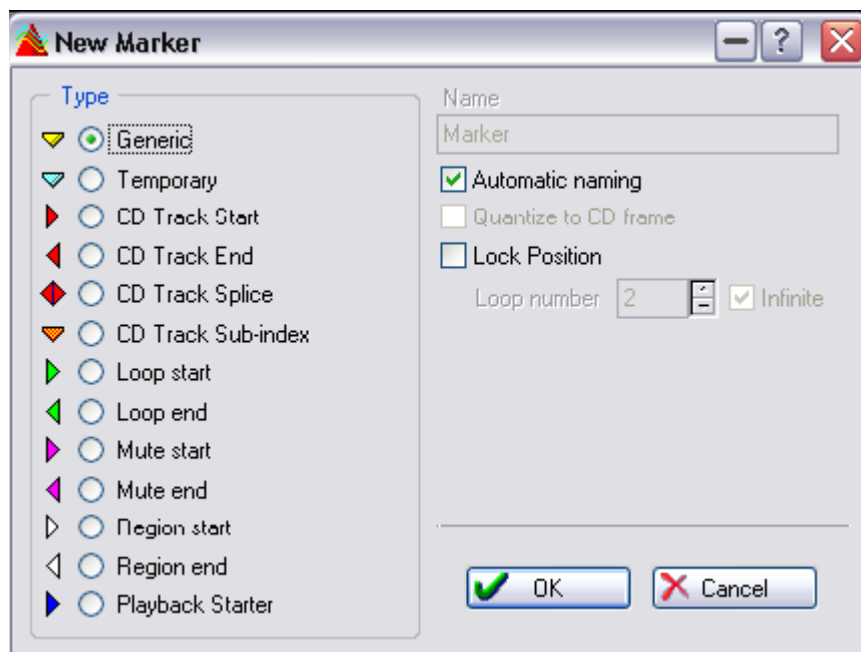 New Marker
Type
Generic
Temporary
CD Track Start
CD Track End
CD Track Splice
CD Track Sub-index
Loop start
Loop end
Mute start
Mute end
Region start
Region end
Playback Starter
Name
Marker
Automatic naming
Quantize to CD frame
Lock Position
Loop number 2 Infinite
OK Cancel